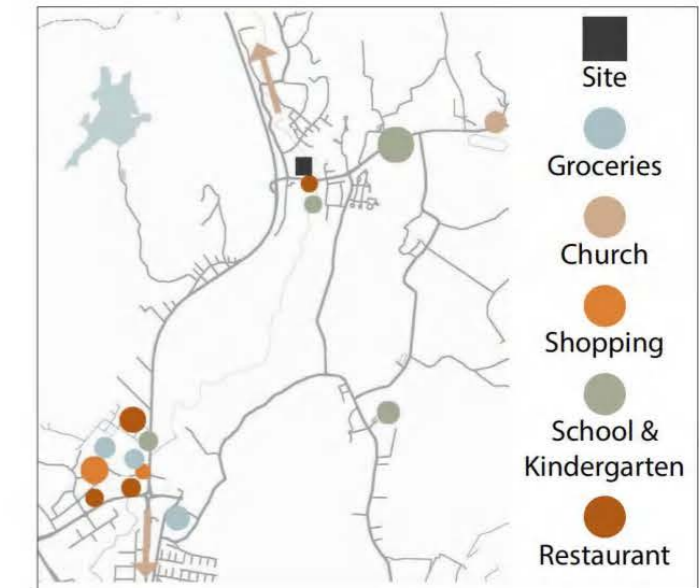 Site
Groceries
Church
Shopping
School &
Kindergarten
Restaurant